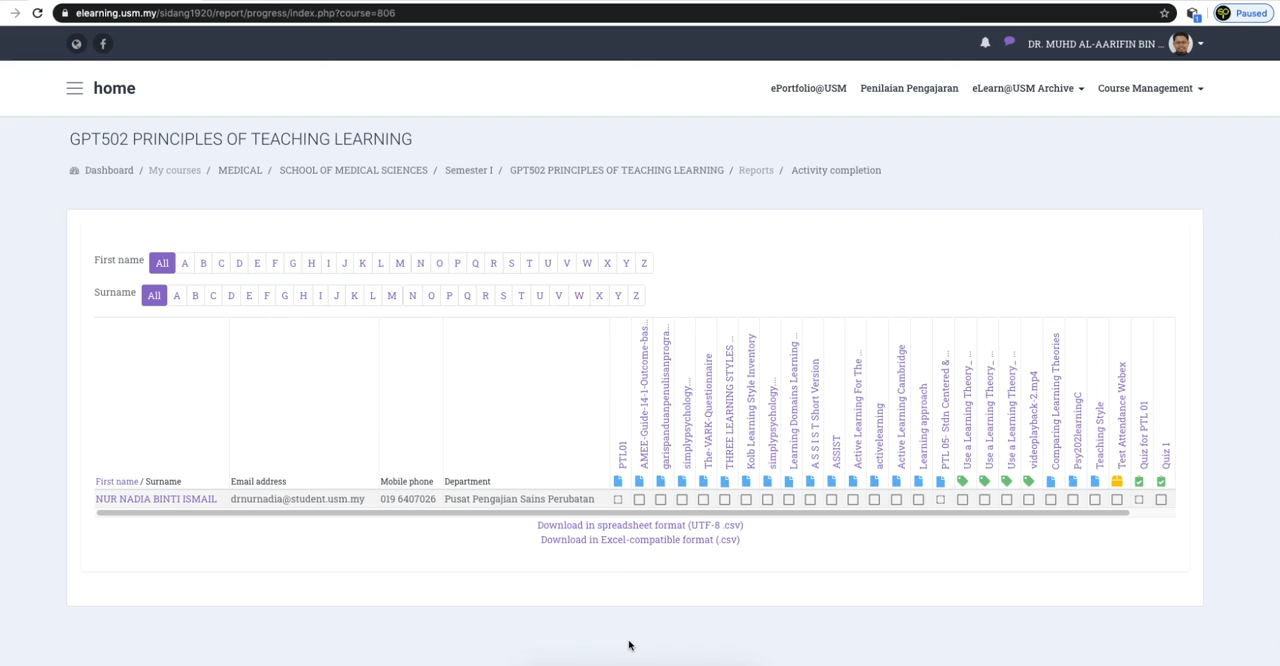 elearning.usm.my/sidang1920/report/progress/index.php?course=806
Paused
DR. MUHD AL-AARIFIN BIN ...
home
ePortfolio@USM Penilaian Pengajaran eLearn@USM Archive Course Management
GPT502 PRINCIPLES OF TEACHING LEARNING
Dashboard / My courses / MEDICAL / SCHOOL OF MEDICAL SCIENCES / Semester I / GPT502 PRINCIPLES OF TEACHING LEARNING / Reports / Activity completion
First name All A B C D E F G H I J K L M N O P Q R S T U V W X Y Z
Surname All A B C D E F G H I J K L M N O P Q R S T U V W X Y Z
PTL01
AMEE-Guide-14-1-Outcome-bas...
garispanduanpenulisanprogra...
simplypsychology....
The-VARK-Questionnaire
THREE LEARNING STYLES ...
Kolb Learning Style Inventory
simplypsychology....
Learning Domains Learning ...
A S S I S T Short Version
ASSIST
Active Learning For The ...
activelearning
Active Learning Cambridge
Learning approach
PTL 05- Stdn Centered & ...
Use a Learning Theory_ ...
Use a Learning Theory_ ...
Use a Learning Theory_ ...
videoplayback-2.mp4
Comparing Learning Theories
Psy202learningC
Teaching Style
Test Attendance Webex
Quiz for PTL 01
Quiz 1
First name / Surname Email address Mobile phone Department
NUR NADIA BINTI ISMAIL drnurnadia@student.usm.my 019 6407026 Pusat Pengajian Sains Perubatan
Download in spreadsheet format (UTF-8 .csv)
Download in Excel-compatible format (.csv)